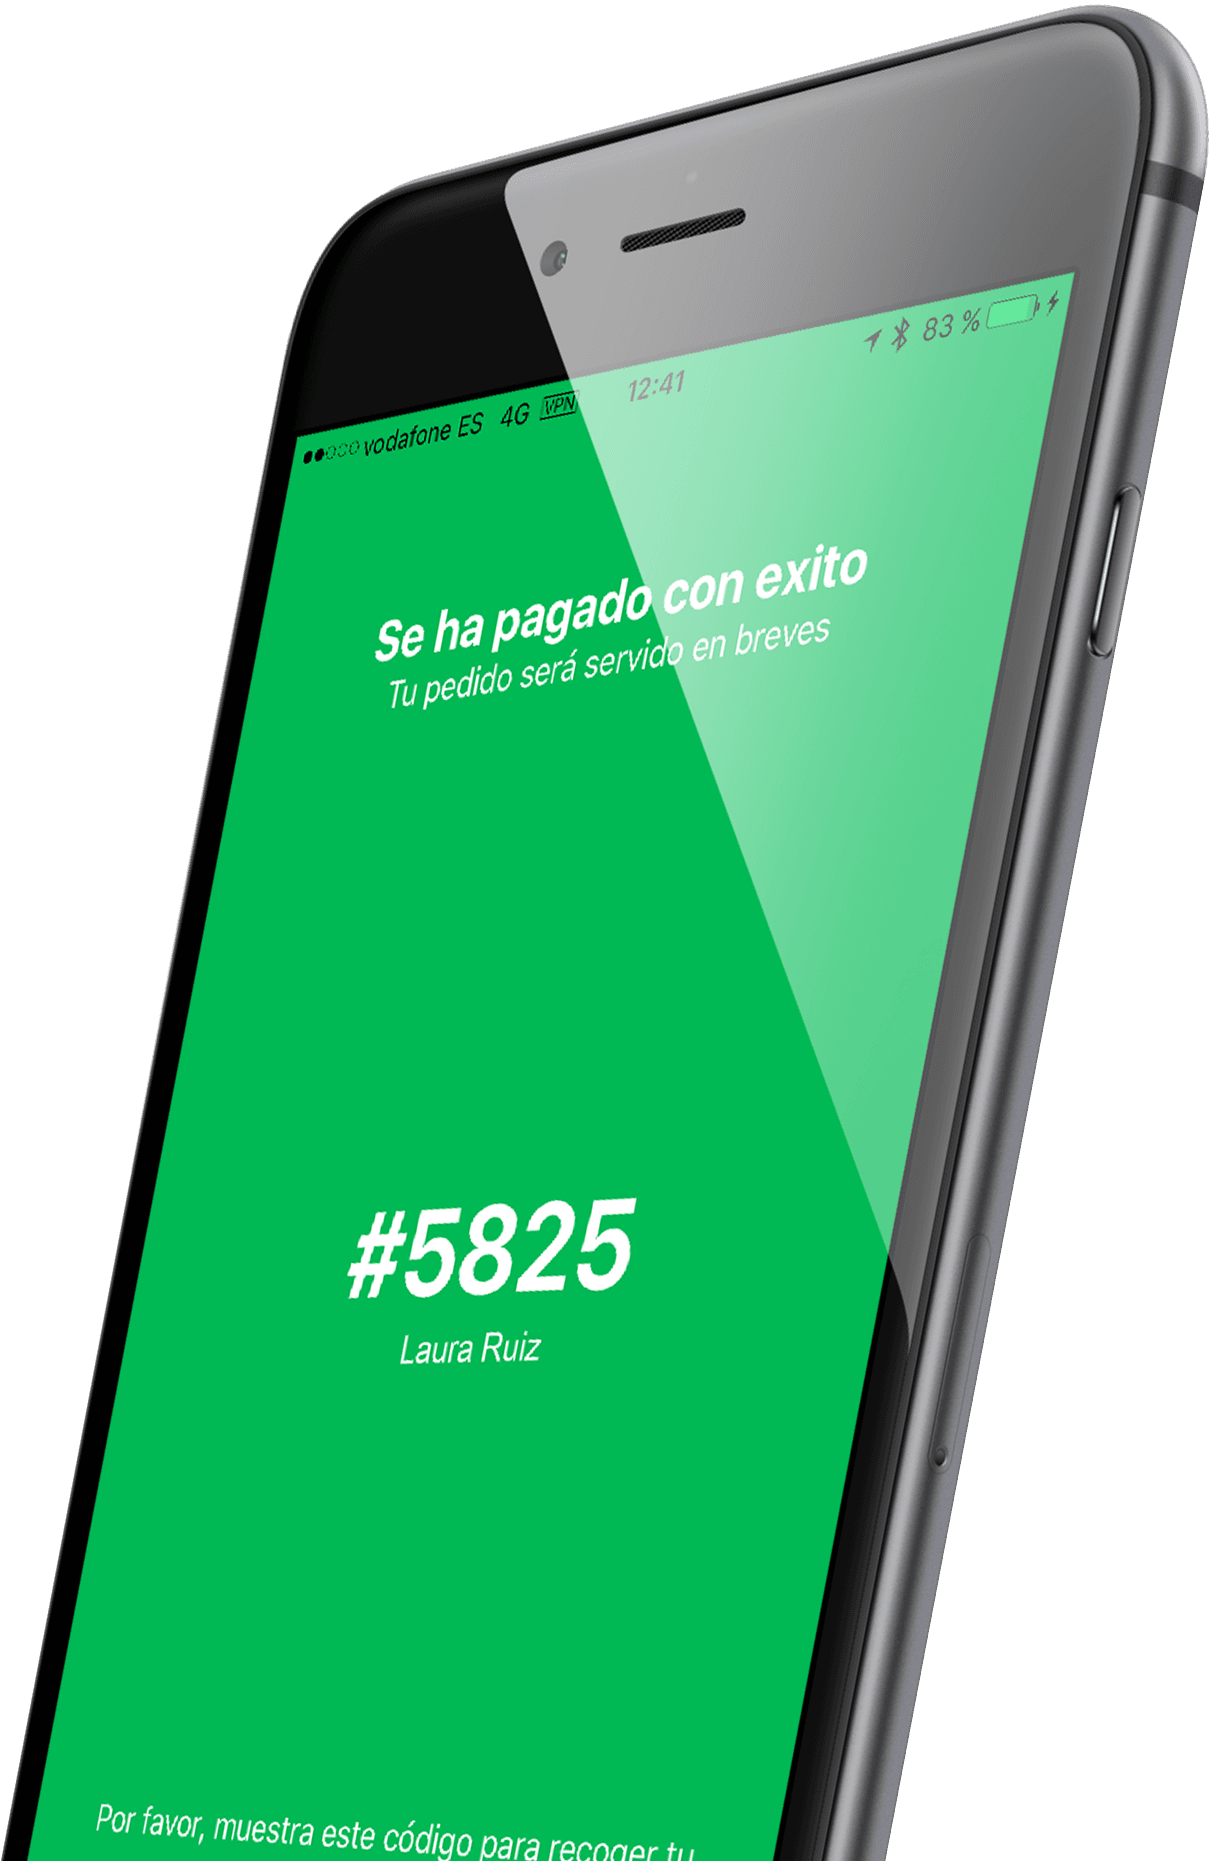 vodafone ES 4G VPN 12:41 83 %
Se ha pagado con exito
Tu pedido será servido en breves
#5825
Laura Ruiz
Por favor, muestra este código para recoger tu